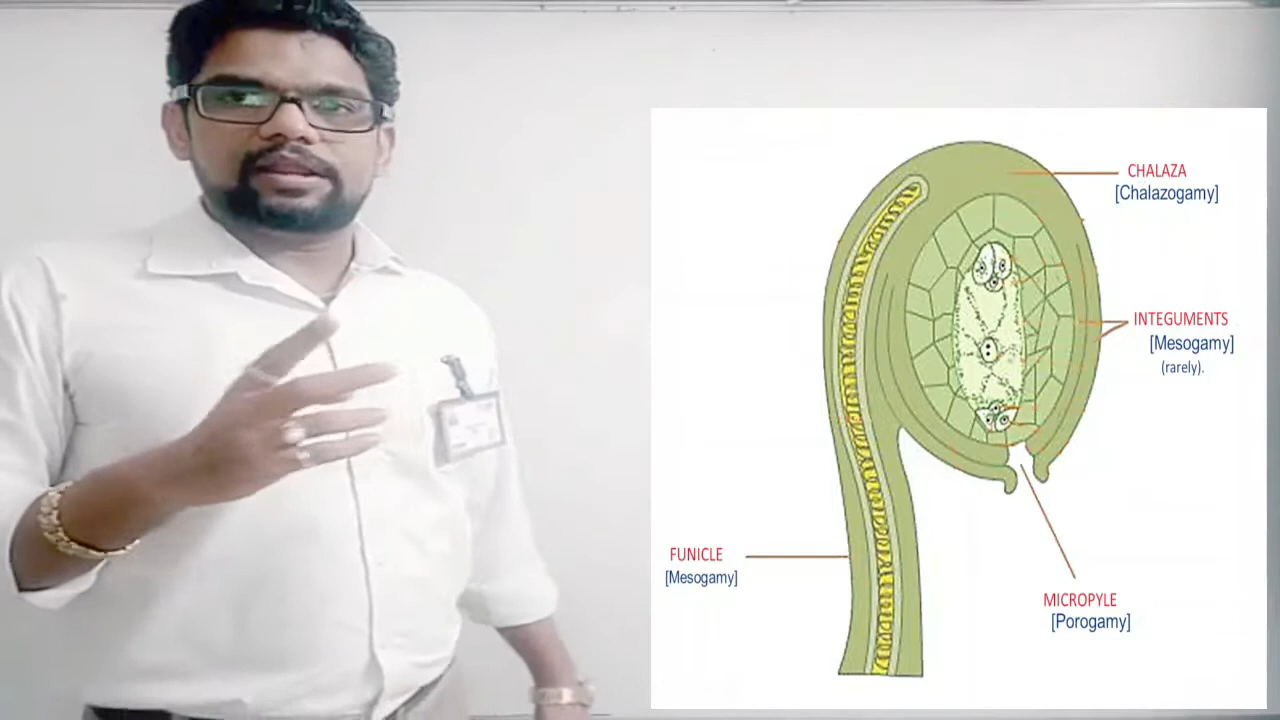 CHALAZA
[Chalazogamy]
INTEGUMENTS
[Mesogamy]
(rarely).
FUNICLE
[Mesogamy]
MICROPYLE
[Porogamy]